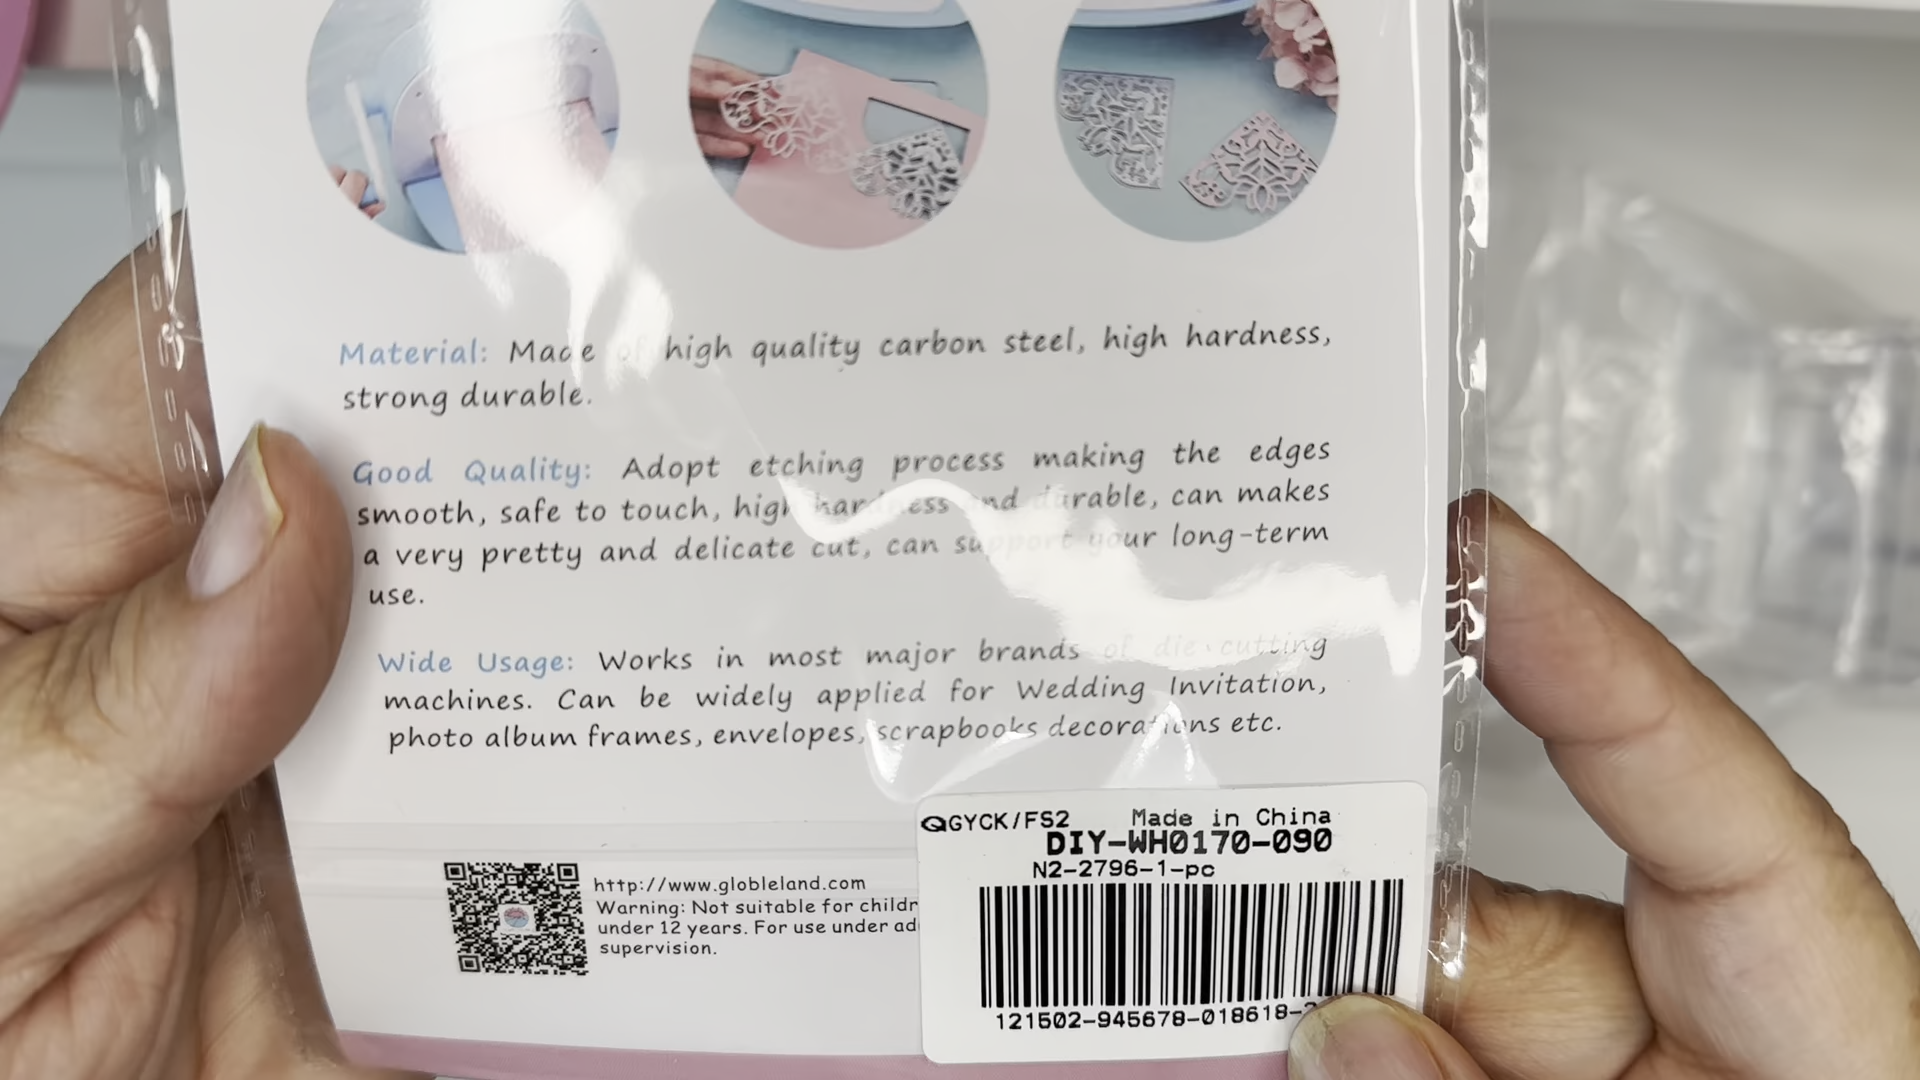 Material: Made of high quality carbon steel, high hardness,
strong durable.
Good Quality: Adopt etching process making the edges
smooth, safe to touch, high hardness and durable, can makes
a very pretty and delicate cut, can support your long-term
use.
Wide Usage: Works in most major brands of die-cutting
machines. Can be widely applied for Wedding Invitation,
photo album frames, envelopes, scrapbooks decorations etc.
http://www.globleland.com
Warning: Not suitable for childr
under 12 years. For use under ad
supervision.
QGYCK/FS2 Made in China
DIY-WH0170-090
N2-2796-1-pc
121502-945678-018618-